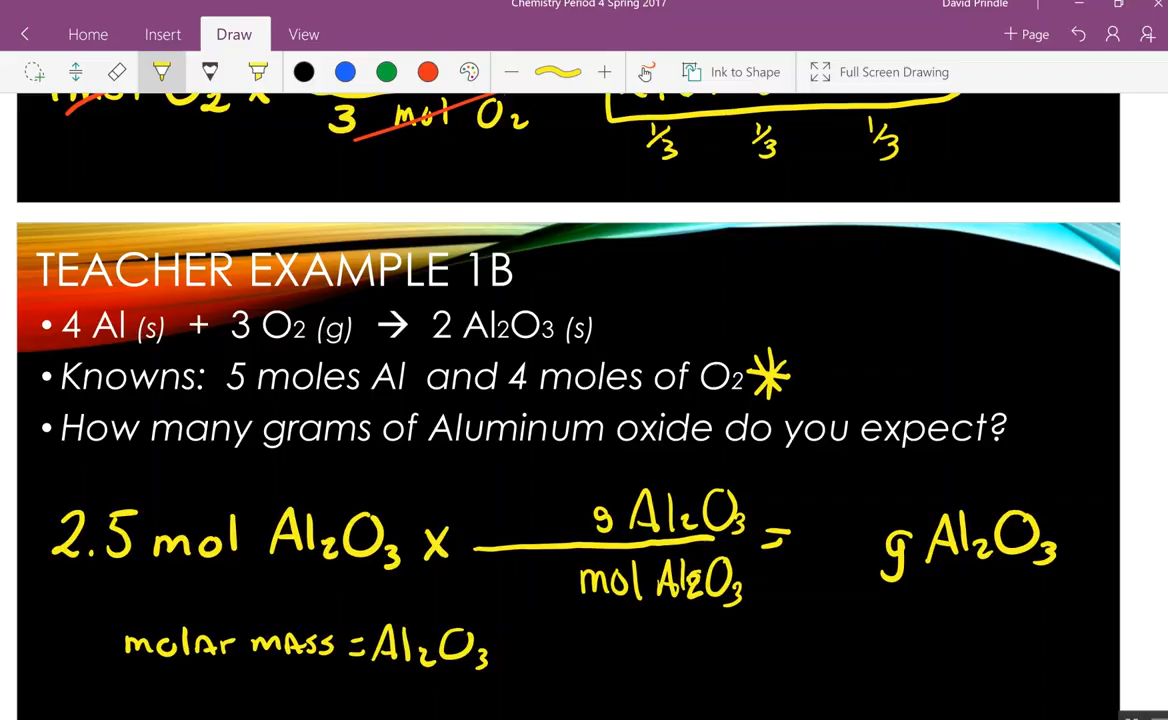 Chemistry Period 4 Spring 2017
David Prindle
Home Insert Draw View
+ Page
Ink to Shape
Full Screen Drawing
O2 x
3 mol O2
1/3 1/3 1/3
TEACHER EXAMPLE 1B
• 4 Al (s) + 3 O2 (g) → 2 Al2O3 (s)
• Knowns: 5 moles Al and 4 moles of O2 *
• How many grams of Aluminum oxide do you expect?
g Al2O3
2.5 mol Al2O3 x = g Al2O3
mol Al2O3
molar mass = Al2O3